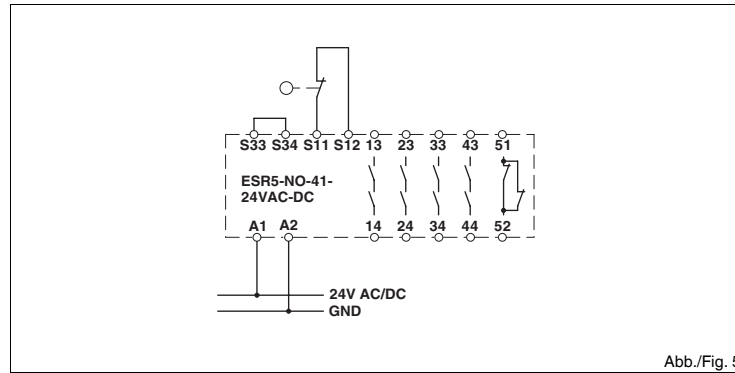 S33 S34 S11 S12 13 23 33 43 51
ESR5-NO-41-
24VAC-DC
A1 A2 14 24 34 44 52
24V AC/DC
GND
Abb./Fig. 5